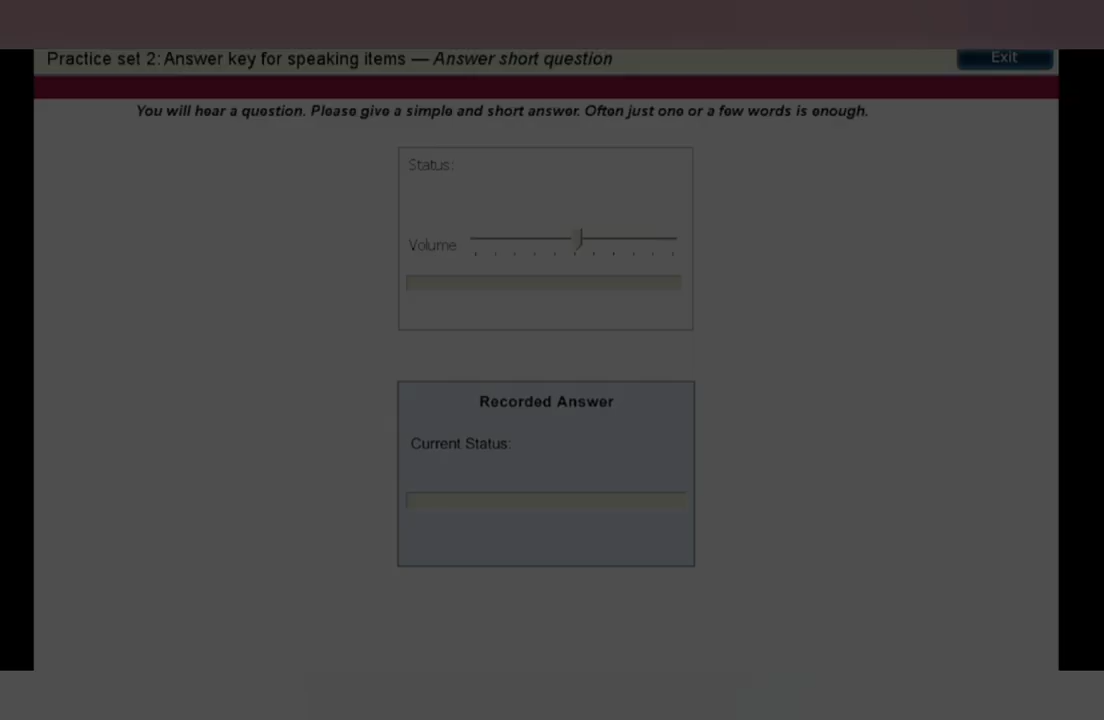 Practice set 2: Answer key for speaking items — Answer short question
Exit
You will hear a question. Please give a simple and short answer. Often just one or a few words is enough.
Status:
Volume
Recorded Answer
Current Status: